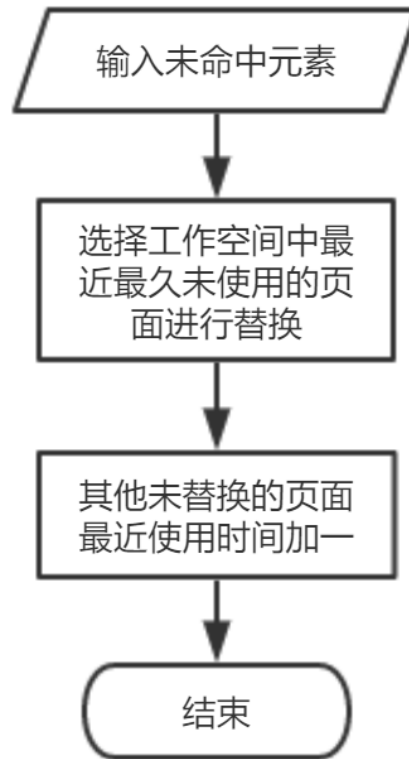 输入未命中元素
选择工作空间中最
近最久未使用的页
面进行替换
其他未替换的页面
最近使用时间加一
结束